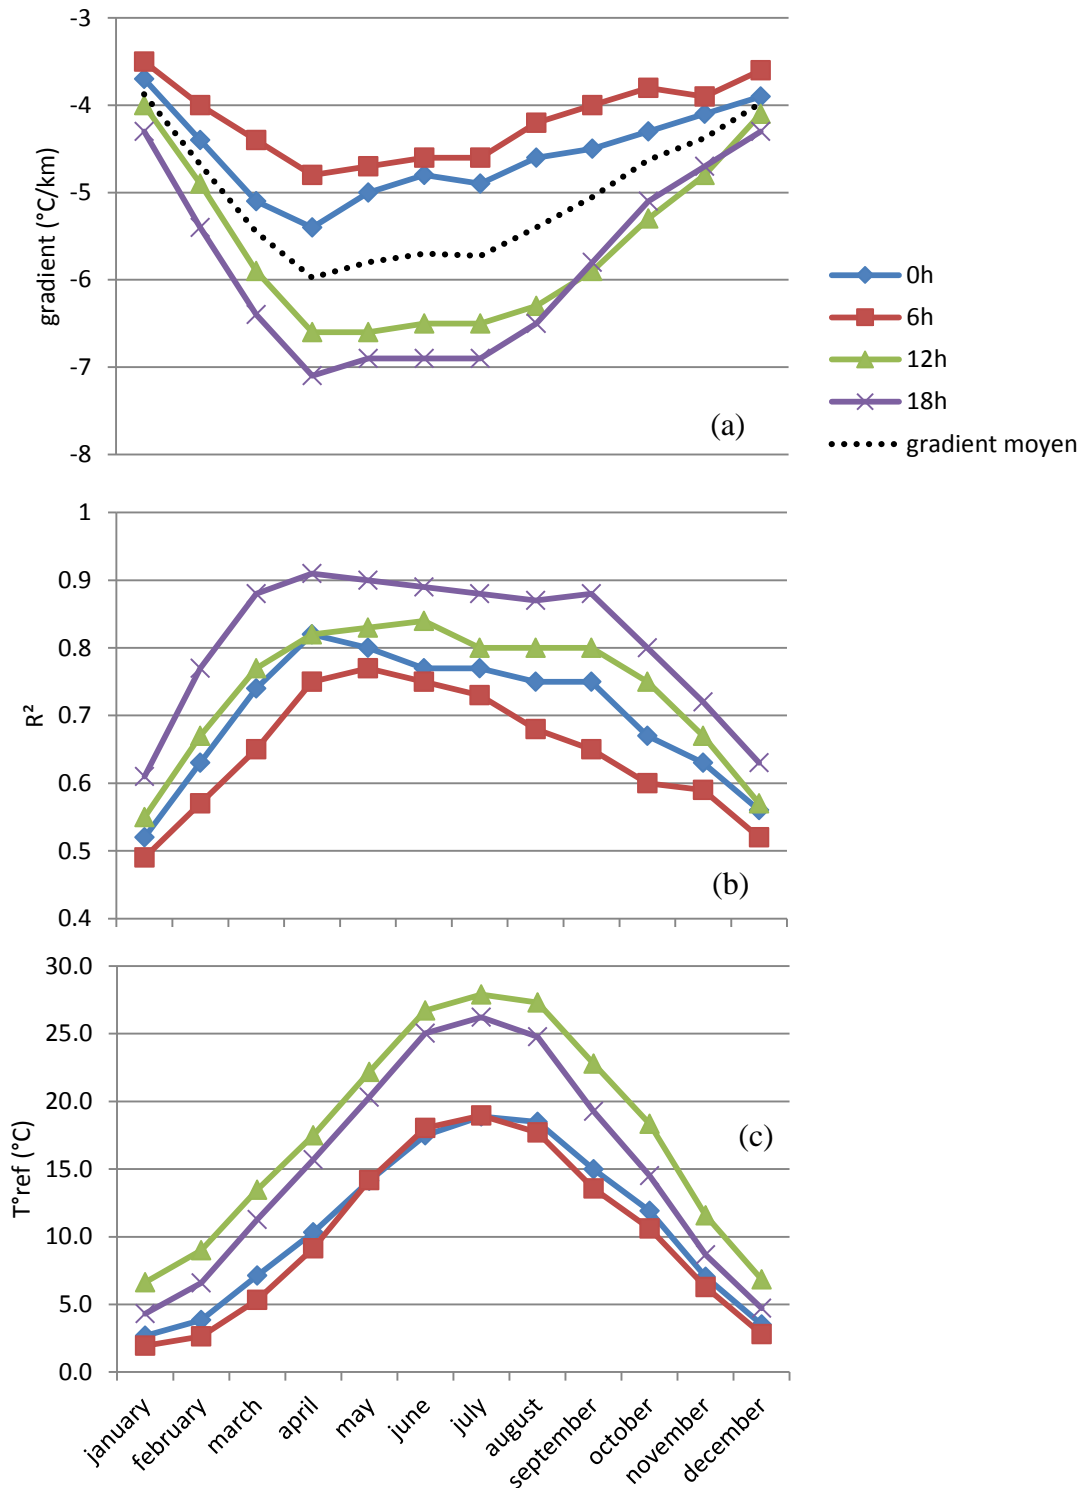 -3
-4
-5
-6
-7
-8
gradient (°C/km)
(a)
0h
6h
12h
18h
gradient moyen
1
0.9
0.8
0.7
0.6
0.5
0.4
R²
(b)
30.0
25.0
20.0
15.0
10.0
5.0
0.0
T°ref (°C)
(c)
january
february
march
april
may
june
july
august
september
october
november
december